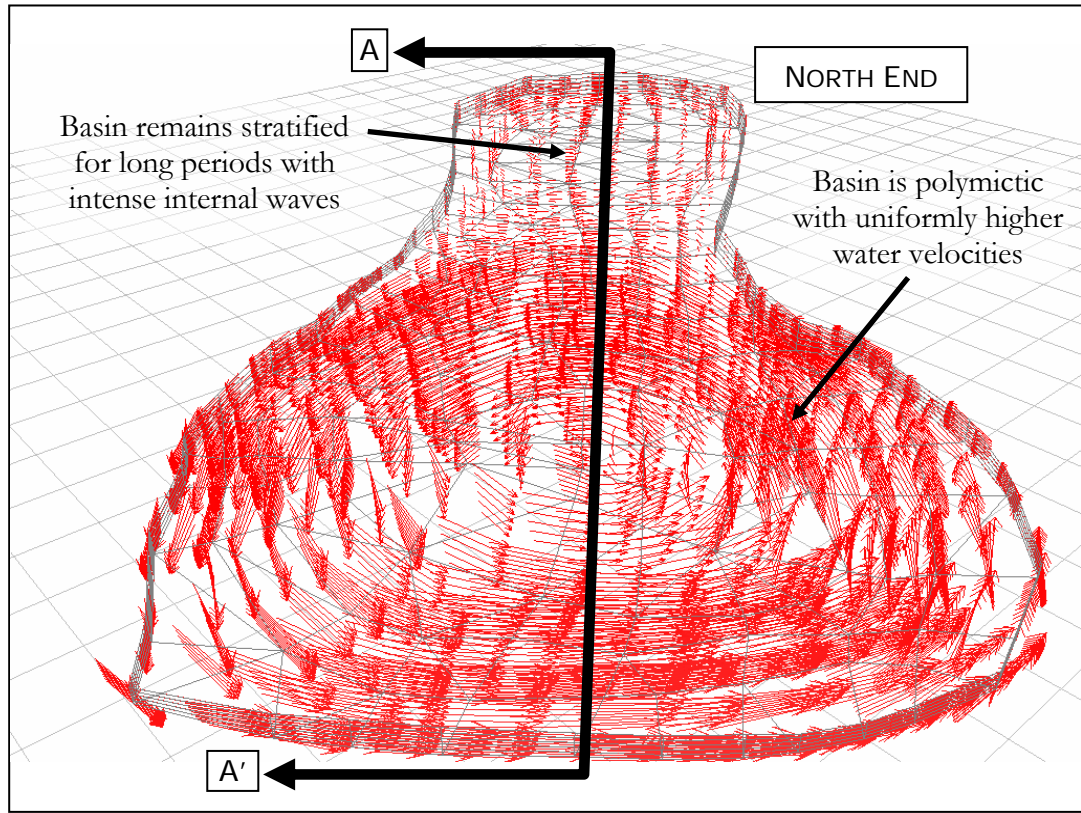 A
NORTH END
Basin remains stratified
for long periods with
intense internal waves
Basin is polymictic
with uniformly higher
water velocities
A′